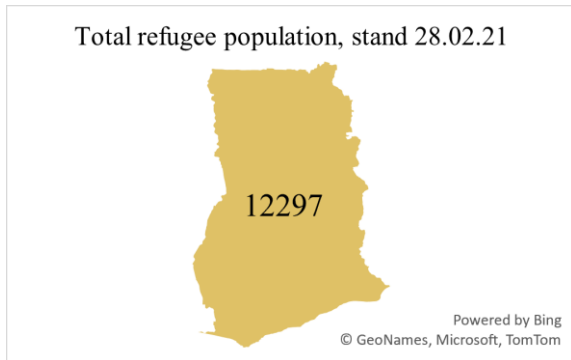 Total refugee population, stand 28.02.21
12297
Powered by Bing
© GeoNames, Microsoft, TomTom